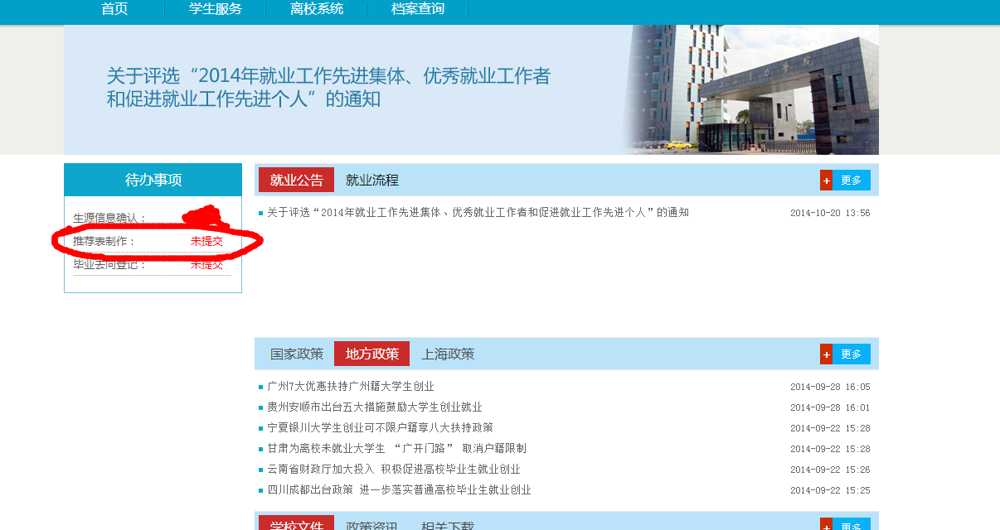 首页 学生服务 离校系统 档案查询
关于评选“2014年就业工作先进集体、优秀就业工作者
和促进就业工作先进个人”的通知
待办事项
生源信息确认：
推荐表制作： 未提交
毕业去向登记： 未提交
就业公告 就业流程 + 更多
关于评选“2014年就业工作先进集体、优秀就业工作者和促进就业工作先进个人”的通知 2014-10-20 13:56
国家政策 地方政策 上海政策 + 更多
广州7大优惠扶持广州籍大学生创业 2014-09-28 16:05
贵州安顺市出台五大措施鼓励大学生创业就业 2014-09-28 16:01
宁夏银川大学生创业可不限户籍享八大扶持政策 2014-09-22 15:28
甘肃为离校未就业大学生 “广开门路” 取消户籍限制 2014-09-22 15:28
云南省财政厅加大投入 积极促进高校毕业生就业创业 2014-09-22 15:26
四川成都出台政策 进一步落实普通高校毕业生就业创业 2014-09-22 15:25
学校文件 政策资讯 相关下载 + 更多